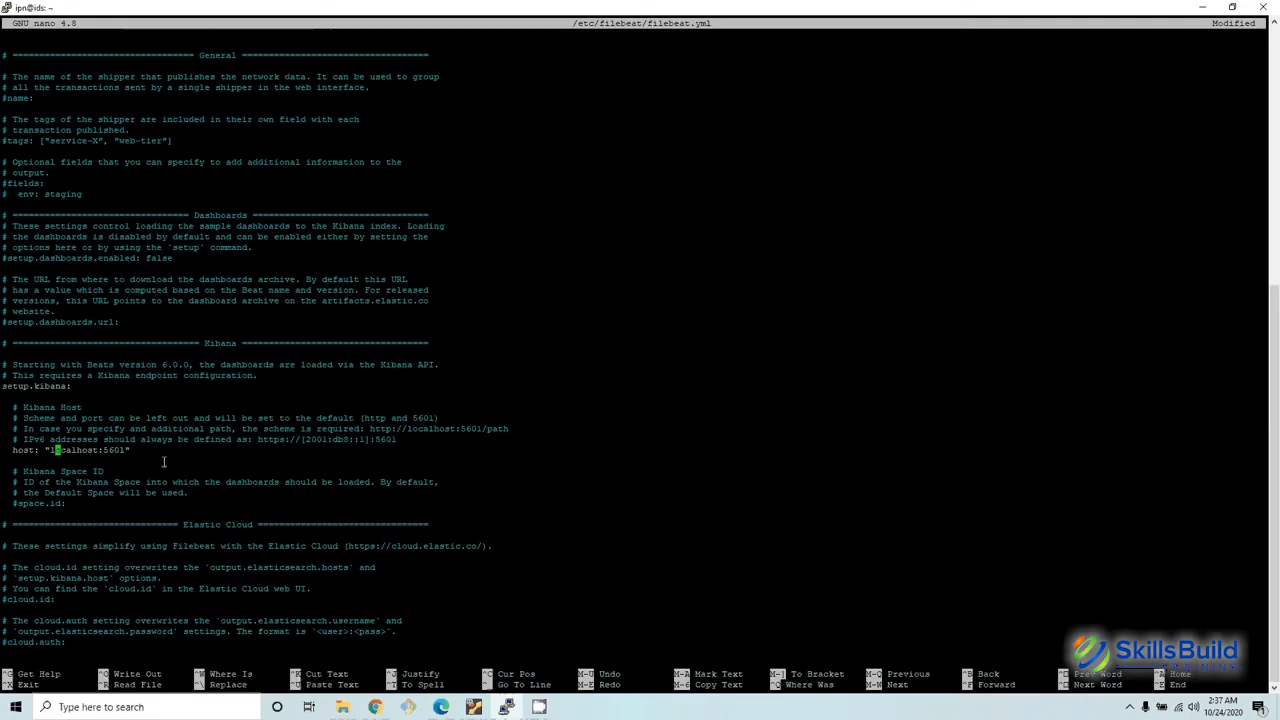 ipn@ids: ~
GNU nano 4.8 /etc/filebeat/filebeat.yml Modified
# ================================== General ===================================
# The name of the shipper that publishes the network data. It can be used to group
# all the transactions sent by a single shipper in the web interface.
#name:
# The tags of the shipper are included in their own field with each
# transaction published.
#tags: ["service-X", "web-tier"]
# Optional fields that you can specify to add additional information to the
# output.
#fields:
#  env: staging
# ================================= Dashboards =================================
# These settings control loading the sample dashboards to the Kibana index. Loading
# the dashboards is disabled by default and can be enabled either by setting the
# options here or by using the `setup` command.
#setup.dashboards.enabled: false
# The URL from where to download the dashboards archive. By default this URL
# has a value which is computed based on the Beat name and version. For released
# versions, this URL points to the dashboard archive on the artifacts.elastic.co
# website.
#setup.dashboards.url:
# =================================== Kibana ===================================
# Starting with Beats version 6.0.0, the dashboards are loaded via the Kibana API.
# This requires a Kibana endpoint configuration.
setup.kibana:
# Kibana Host
# Scheme and port can be left out and will be set to the default (http and 5601)
# In case you specify and additional path, the scheme is required: http://localhost:5601/path
# IPv6 addresses should always be defined as: https://[2001:db8::1]:5601
host: "localhost:5601"
# Kibana Space ID
# ID of the Kibana Space into which the dashboards should be loaded. By default,
# the Default Space will be used.
#space.id:
# =============================== Elastic Cloud ================================
# These settings simplify using Filebeat with the Elastic Cloud (https://cloud.elastic.co/).
# The cloud.id setting overwrites the `output.elasticsearch.hosts` and
# `setup.kibana.host` options.
# You can find the `cloud.id` in the Elastic Cloud web UI.
#cloud.id:
# The cloud.auth setting overwrites the `output.elasticsearch.username` and
# `output.elasticsearch.password` settings. The format is `<user>:<pass>`.
#cloud.auth:
SkillsBuild
TRAINING
^G Get Help ^O Write Out ^W Where Is ^K Cut Text ^J Justify ^C Cur Pos M-U Undo M-A Mark Text M-] To Bracket M-Q Previous ^B Back Prev Word ^A Home
^X Exit ^R Read File ^\ Replace ^U Paste Text ^T To Spell ^_ Go To Line M-E Redo M-6 Copy Text ^Q Where Was M-W Next ^F Forward Next Word ^E End
Type here to search
2:37 AM
10/24/2020